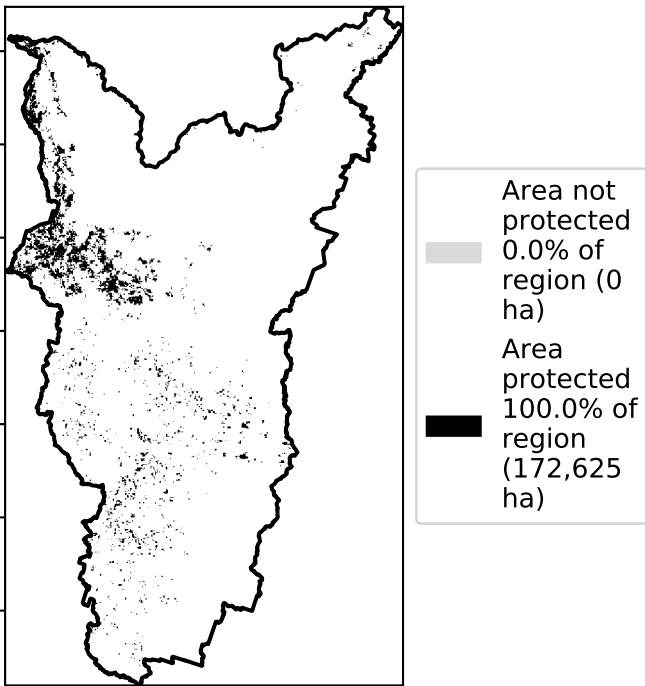 Area not
protected
0.0% of
region (0
ha)
Area
protected
100.0% of
region
(172,625
ha)